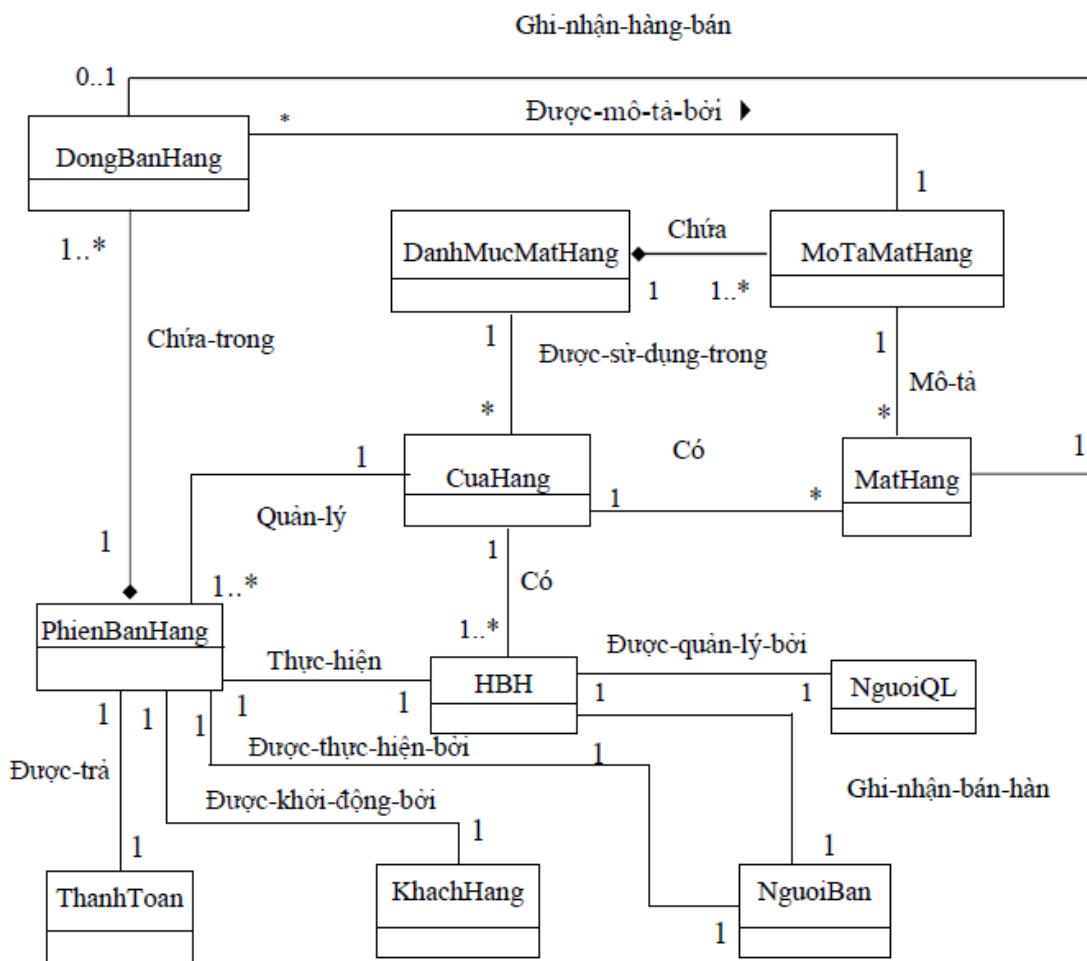 Ghi-nhận-hàng-bán
0..1
* Được-mô-tả-bởi
DongBanHang
1
1..*
DanhMucMatHang
Chứa
MoTaMatHang
1 1..*
Chứa-trong
1
Được-sử-dụng-trong
1
Mô-tả
* *
1 Có 1
CuaHang MatHang
Quản-lý
1 *
1
1
1..* Có
1..*
PhienBanHang
Thực-hiện
Được-quản-lý-bởi
HBH
1 1 NguoiQL
1 1 1 1 1
Được-thực-hiện-bởi 1
Được-trả
Được-khởi-động-bởi
Ghi-nhận-bán-hàn
1 1 1
ThanhToan KhachHang NguoiBan
1